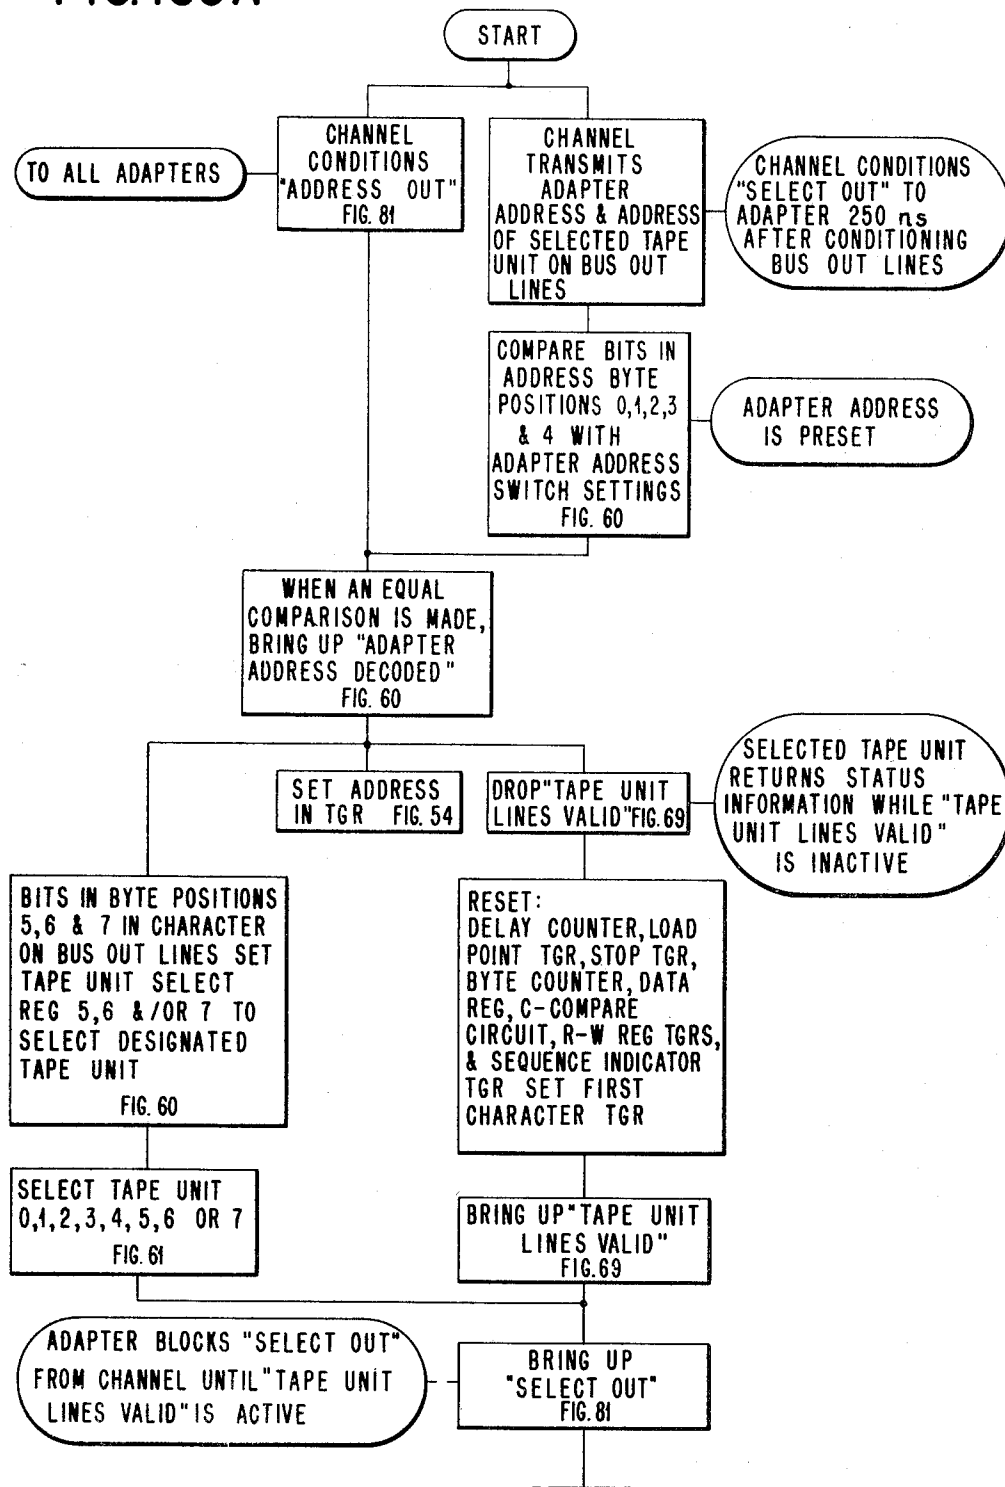 START
CHANNEL
CONDITIONS
"ADDRESS OUT"
FIG. 81
TO ALL ADAPTERS
CHANNEL
TRANSMITS
ADAPTER
ADDRESS & ADDRESS
OF SELECTED TAPE
UNIT ON BUS OUT
LINES
CHANNEL CONDITIONS
"SELECT OUT" TO
ADAPTER 250 ns
AFTER CONDITIONING
BUS OUT LINES
COMPARE BITS IN
ADDRESS BYTE
POSITIONS 0,1,2,3
& 4 WITH
ADAPTER ADDRESS
SWITCH SETTINGS
FIG. 60
ADAPTER ADDRESS
IS PRESET
WHEN AN EQUAL
COMPARISON IS MADE,
BRING UP "ADAPTER
ADDRESS DECODED"
FIG. 60
SET ADDRESS
IN TGR FIG. 54
DROP "TAPE UNIT
LINES VALID" FIG. 69
SELECTED TAPE UNIT
RETURNS STATUS
INFORMATION WHILE "TAPE
UNIT LINES VALID"
IS INACTIVE
BITS IN BYTE POSITIONS
5,6 & 7 IN CHARACTER
ON BUS OUT LINES SET
TAPE UNIT SELECT
REG 5,6 &/OR 7 TO
SELECT DESIGNATED
TAPE UNIT
FIG. 60
RESET:
DELAY COUNTER, LOAD
POINT TGR, STOP TGR,
BYTE COUNTER, DATA
REG, C-COMPARE
CIRCUIT, R-W REG TGRS,
& SEQUENCE INDICATOR
TGR SET FIRST
CHARACTER TGR
SELECT TAPE UNIT
0,1,2,3,4,5,6 OR 7
FIG. 61
BRING UP "TAPE UNIT
LINES VALID"
FIG. 69
ADAPTER BLOCKS "SELECT OUT"
FROM CHANNEL UNTIL "TAPE UNIT
LINES VALID" IS ACTIVE
BRING UP
"SELECT OUT"
FIG. 81